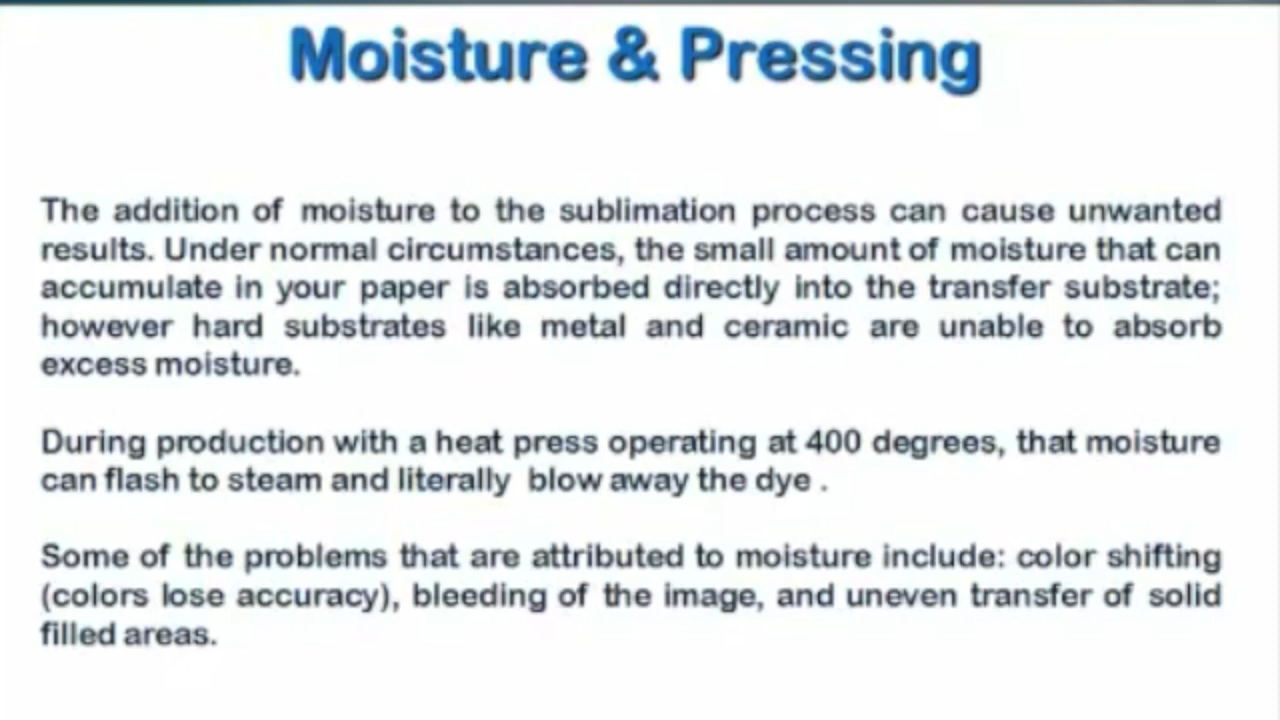 Moisture & Pressing
The addition of moisture to the sublimation process can cause unwanted
results. Under normal circumstances, the small amount of moisture that can
accumulate in your paper is absorbed directly into the transfer substrate;
however hard substrates like metal and ceramic are unable to absorb
excess moisture.
During production with a heat press operating at 400 degrees, that moisture
can flash to steam and literally blow away the dye .
Some of the problems that are attributed to moisture include: color shifting
(colors lose accuracy), bleeding of the image, and uneven transfer of solid
filled areas.